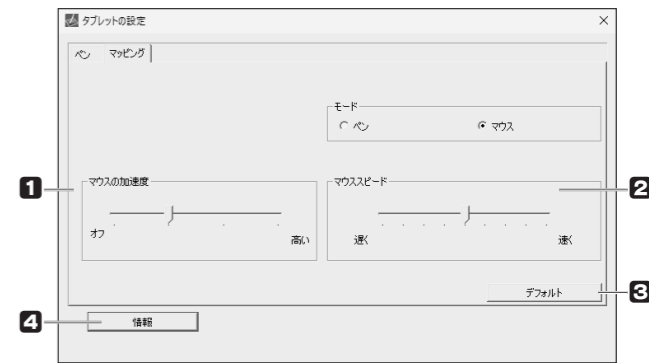 タブレットの設定
ペン マッピング
モード
ペン マウス
1 マウスの加速度 マウススピード 2
オフ 高い 遅く 速く
デフォルト 3
4 情報